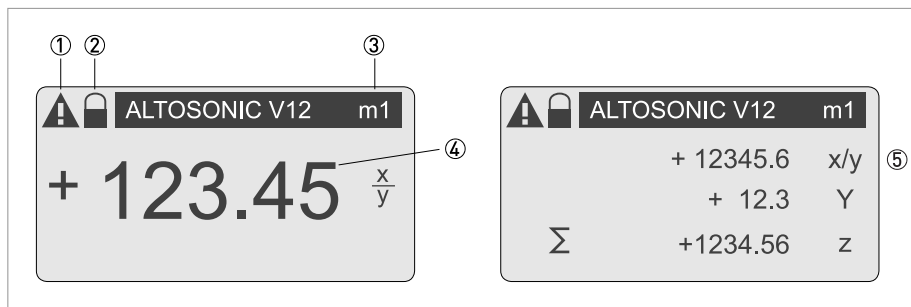 ① ② ③
ALTOSONIC V12 m1
+ 123.45 x/y
④
ALTOSONIC V12 m1
+ 12345.6 x/y
⑤
+ 12.3 Y
Σ +1234.56 z